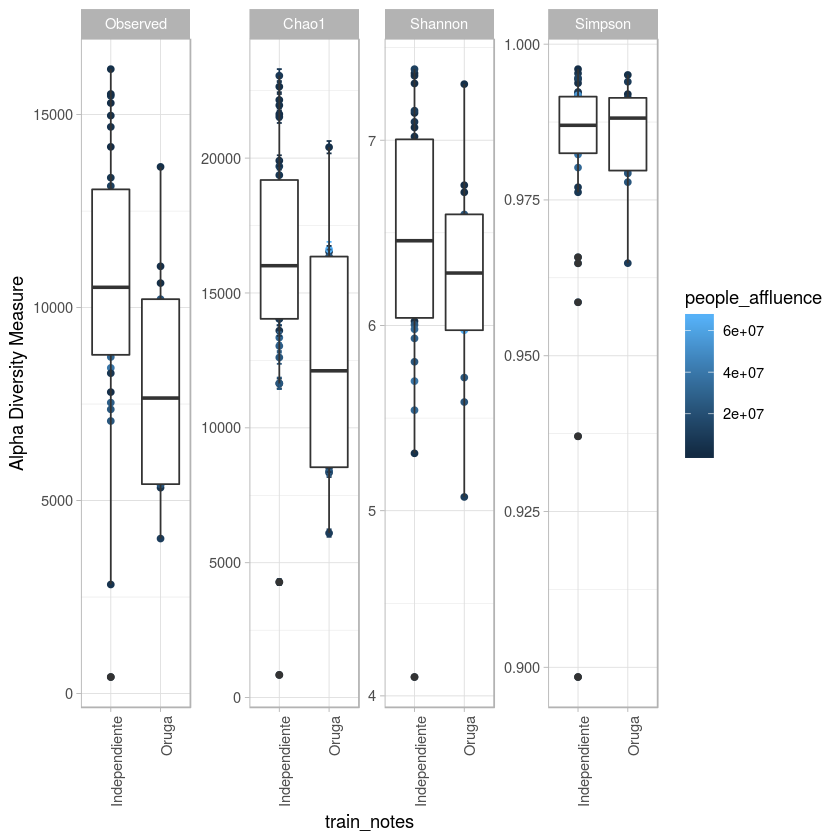 Observed
Chao1
Shannon
Simpson
Alpha Diversity Measure
15000
10000
5000
0
20000
15000
10000
5000
0
7
6
5
4
1.000
0.975
0.950
0.925
0.900
Independiente
Oruga
Independiente
Oruga
Independiente
Oruga
Independiente
Oruga
train_notes
people_affluence
6e+07
4e+07
2e+07